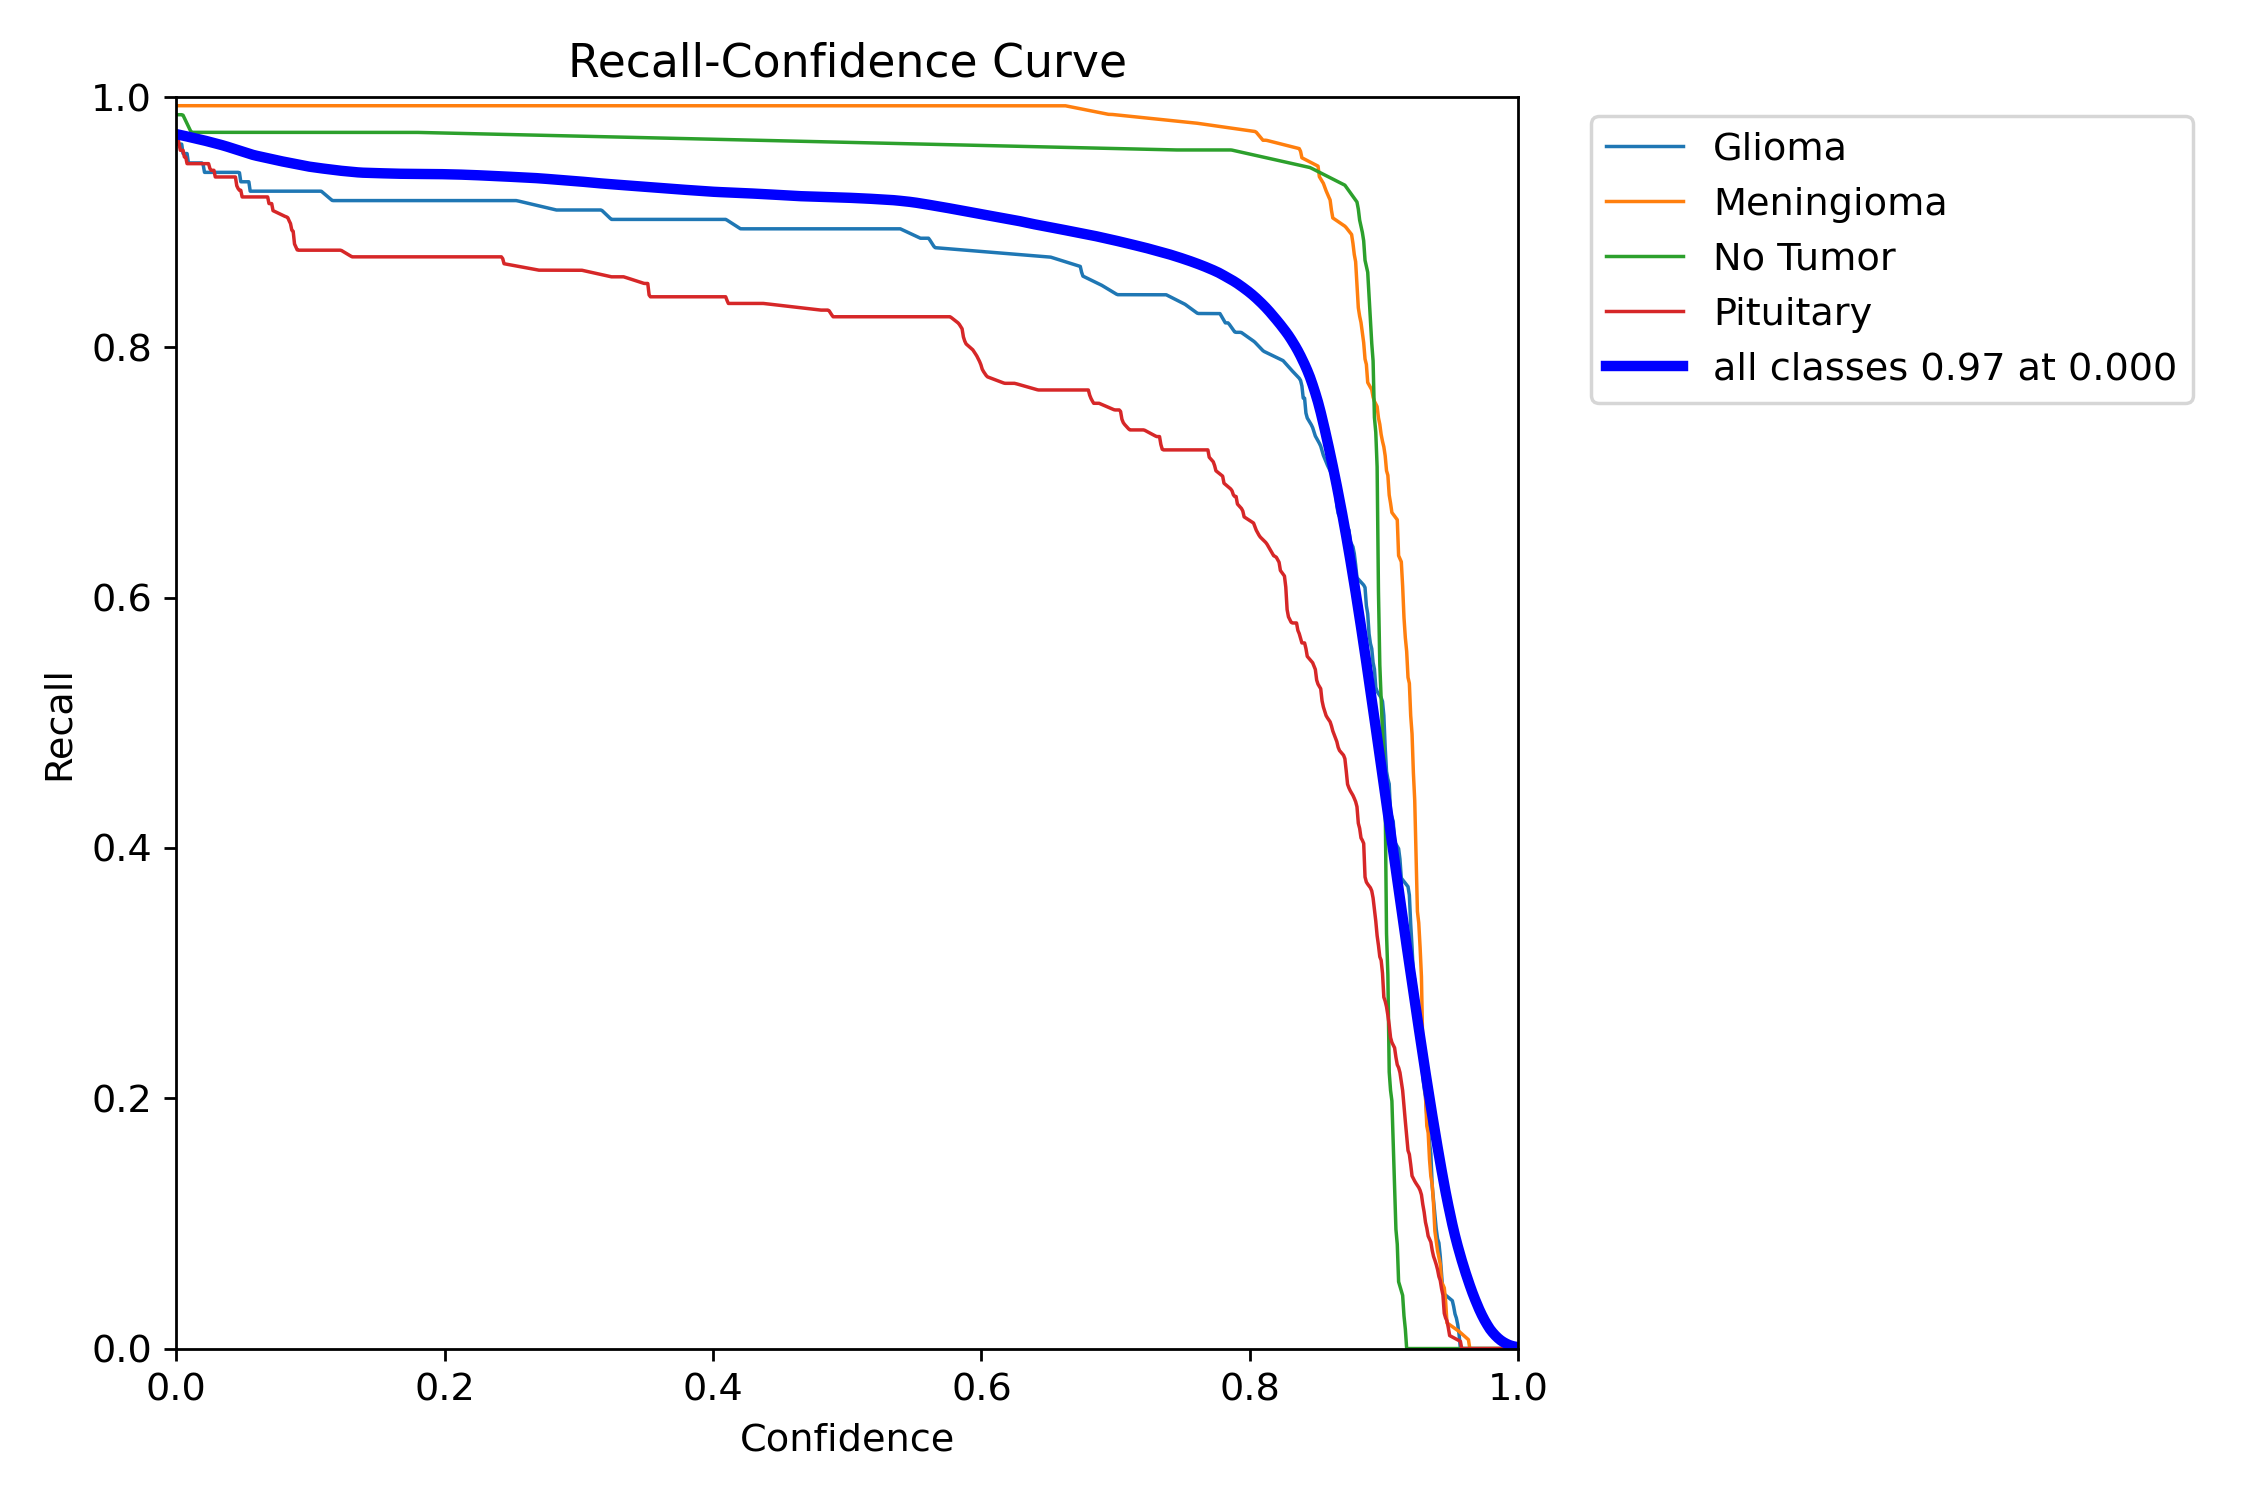 Recall-Confidence Curve
1.0
0.8
0.6
0.4
0.2
0.0
Recall
0.0 0.2 0.4 0.6 0.8 1.0
Confidence
Glioma
Meningioma
No Tumor
Pituitary
all classes 0.97 at 0.000